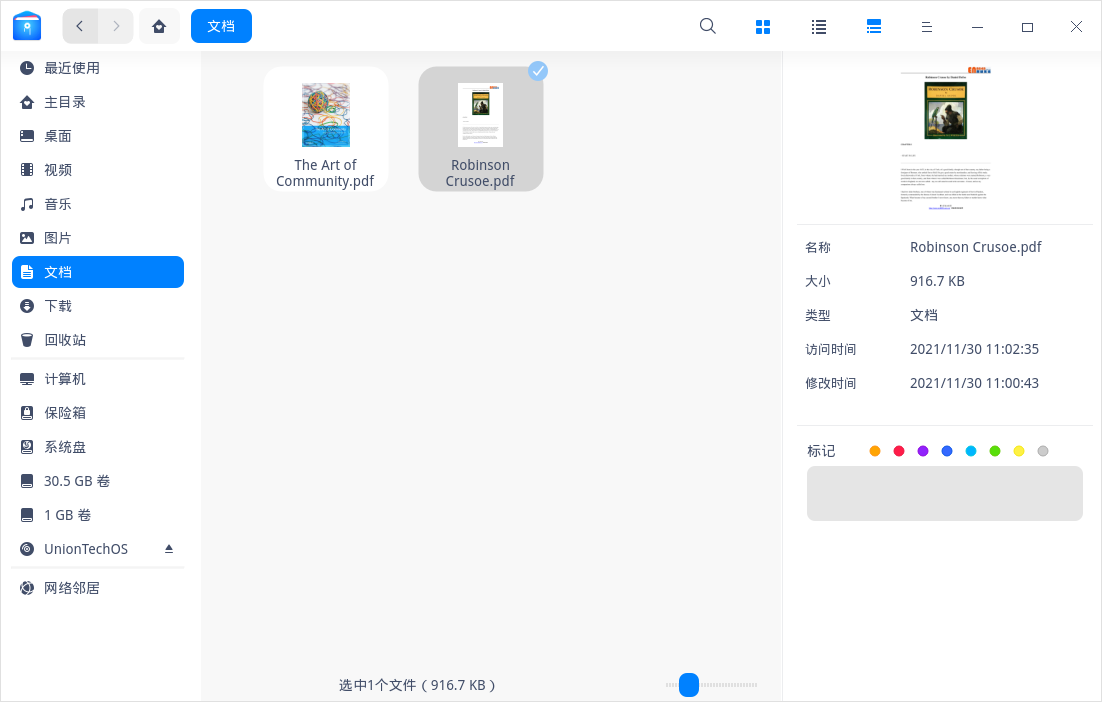 文档
最近使用
主目录
桌面
视频
音乐
图片
文档
下载
回收站
计算机
保险箱
系统盘
30.5 GB 卷
1 GB 卷
UnionTechOS
网络邻居
The Art of
Community.pdf
Robinson
Crusoe.pdf
选中1个文件（916.7 KB）
名称 Robinson Crusoe.pdf
大小 916.7 KB
类型 文档
访问时间 2021/11/30 11:02:35
修改时间 2021/11/30 11:00:43
标记